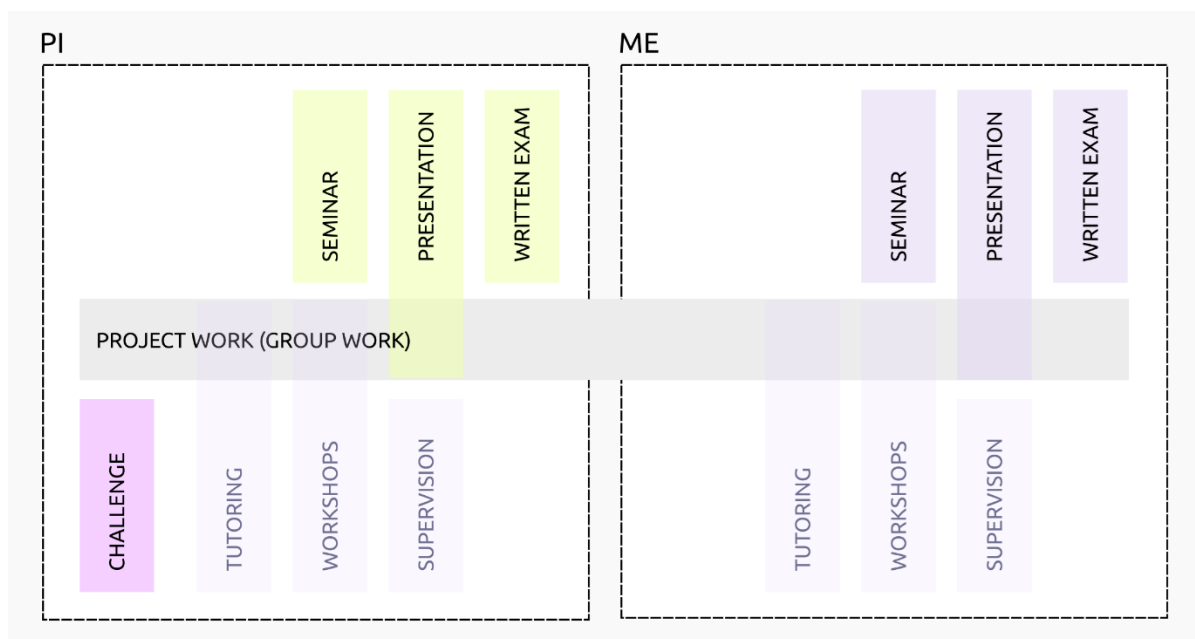 PI
SEMINAR
PRESENTATION
WRITTEN EXAM
PROJECT WORK (GROUP WORK)
CHALLENGE
TUTORING
WORKSHOPS
SUPERVISION
ME
SEMINAR
PRESENTATION
WRITTEN EXAM
TUTORING
WORKSHOPS
SUPERVISION